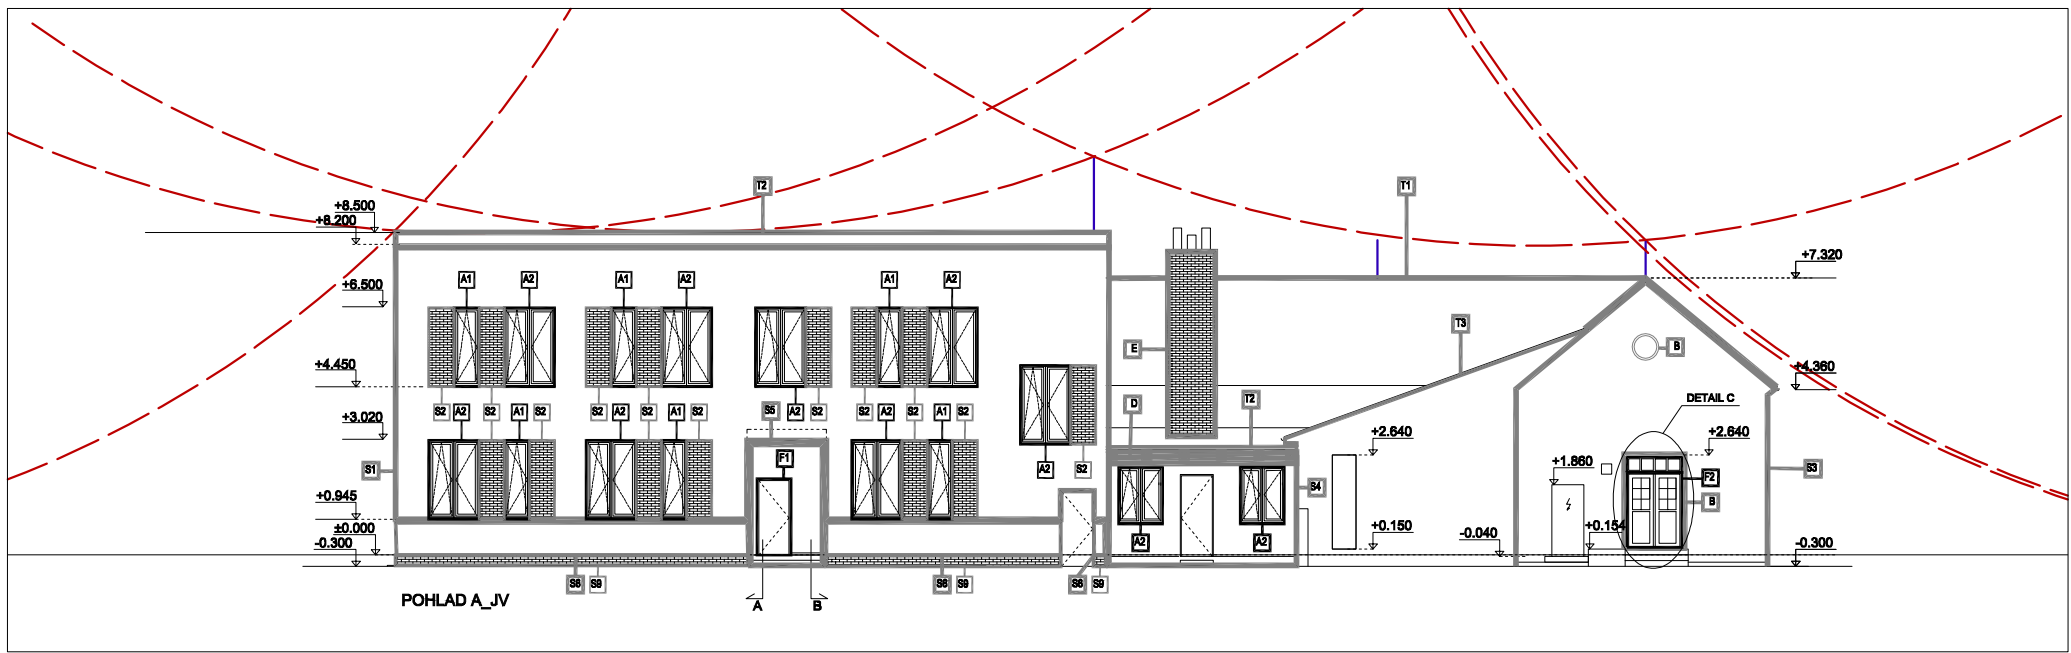 T2
T1
+8.500
+8.200
+7.320
+6.500
A1
A2
A1
A2
A1
A2
T3
E
B
+4.450
+4.360
S2
A2
S2
A1
S2
S2
A2
S2
A1
S2
S5
A2
S2
A2
S2
A1
S2
D
T2
DETAIL C
+3.020
+2.640
+2.640
S1
F1
A2
S2
+1.860
S3
F2
S4
B
+0.945
±0.000
-0.300
A2
A2
+0.150
-0.040
+0.154
-0.300
S6
S9
S6
S9
S6
S9
POHLAD A_JV
A
B